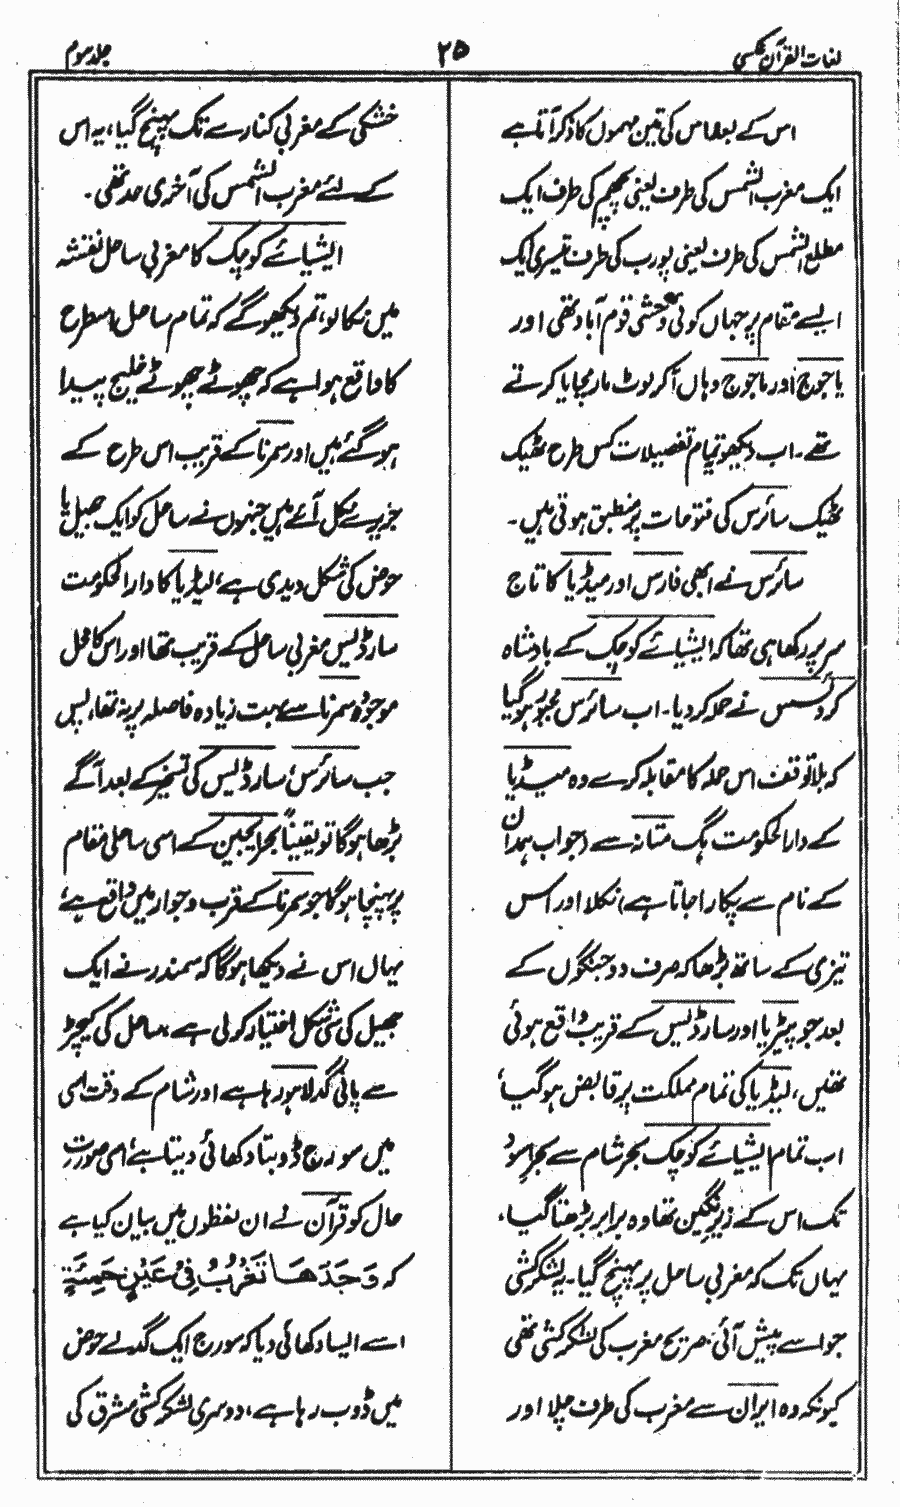 لغات القرآن عکسی
۲۵
جلد سوم
اس کے بعد اس کی تین مہموں کا ذکر آتا ہے
ایک مغرب الشمس کی طرف یعنی پچھم کی طرف ایک
مطلع الشمس کی طرف یعنی پورب کی طرف تیسری ایک
ایسے مقام پر جہاں کوئی وحشی قوم آباد تھی اور
یاجوج اور ماجوج وہاں آکر لوٹ مار مچایا کرتے
تھے۔ اب دیکھو تمام تفصیلات کس طرح ٹھیک
ٹھیک سائرس کی فتوحات پر منطبق ہوتی ہیں۔
سائرس نے ابھی فارس اور میڈیا کا تاج
سر پر رکھا ہی تھا کہ ایشیائے کوچک کے بادشاہ
کروئسس نے حملہ کر دیا۔ اب سائرس مجبور ہو گیا
کہ بلا توقف اس حملہ کا مقابلہ کرے وہ میڈیا
کے دارالحکومت ہگ متانہ سے (جو اب ہمدان
کے نام سے پکارا جاتا ہے) نکلا اور اس
تیزی کے ساتھ بڑھا کہ صرف دو جنگوں کے
بعد جو پیٹریا اور سارڈیس کے قریب واقع ہوئی
تھیں، لیڈیا کی تمام مملکت پر قابض ہو گیا،
اب تمام ایشیائے کوچک بحر شام سے بحر اسود
تک اس کے زیر نگین تھا وہ برابر بڑھتا گیا،
یہاں تک کہ مغربی ساحل پر پہنچ گیا۔ یہ لشکر کشی
جو اسے پیش آئی، صریح مغرب کی لشکر کشی تھی
کیونکہ وہ ایران سے مغرب کی طرف چلا اور
خشکی کے مغربی کنارے تک پہنچ گیا، یہ اس
کے لئے مغرب الشمس کی آخری حد تھی۔
ایشیائے کوچک کا مغربی ساحل نقشہ
میں نکالو، تم دیکھو گے کہ تمام ساحل اسطرح
کا واقع ہوا ہے کہ چھوٹے چھوٹے خلیج پیدا
ہو گئے ہیں اور سمرنا کے قریب اس طرح کے
جزیرے نکل آئے ہیں جنہوں نے ساحل کو ایک جھیل یا
حوض کی شکل دیدی ہے، لیڈیا کا دارالحکومت
سارڈیس مغربی ساحل کے قریب تھا اور اس کا محل
موجودہ سمرنا سے بہت زیادہ فاصلہ پر نہ تھا، پس
جب سائرس، سارڈیس کی تسخیر کے بعد آگے
بڑھا ہوگا تو یقیناً بحر ایجین کے اسی ساحلی مقام
پر پہنچا ہوگا جو سمرنا کے قرب و جوار میں واقع ہے،
یہاں اس نے دیکھا ہوگا کہ سمندر نے ایک
جھیل کی سی شکل اختیار کر لی ہے، ساحل کی کیچڑ
سے پانی گدلا ہو رہا ہے اور شام کے وقت اسی
میں سورج ڈوبتا دکھائی دیتا ہے، اسی صورت
حال کو قرآن نے ان لفظوں میں بیان کیا ہے
کہ وَجَدَهَا تَغْرُبُ فِیْ عَیْنٍ حَمِئَةٍ
اسے ایسا دکھائی دیا کہ سورج ایک گدلے حوض
میں ڈوب رہا ہے، دوسری لشکر کشی مشرق کی